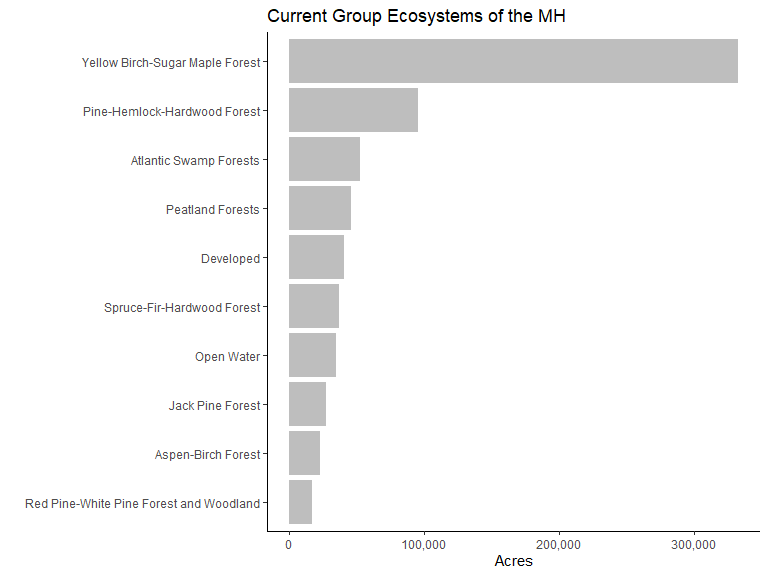 Current Group Ecosystems of the MH
Yellow Birch-Sugar Maple Forest
Pine-Hemlock-Hardwood Forest
Atlantic Swamp Forests
Peatland Forests
Developed
Spruce-Fir-Hardwood Forest
Open Water
Jack Pine Forest
Aspen-Birch Forest
Red Pine-White Pine Forest and Woodland
0 100,000 200,000 300,000
Acres